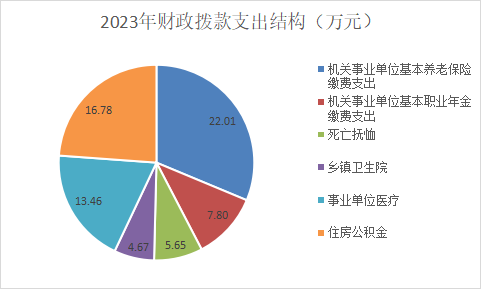 2023年财政拨款支出结构（万元）
22.01
7.80
5.65
4.67
13.46
16.78
机关事业单位基本养老保险
缴费支出
机关事业单位基本职业年金
缴费支出
死亡抚恤
乡镇卫生院
事业单位医疗
住房公积金